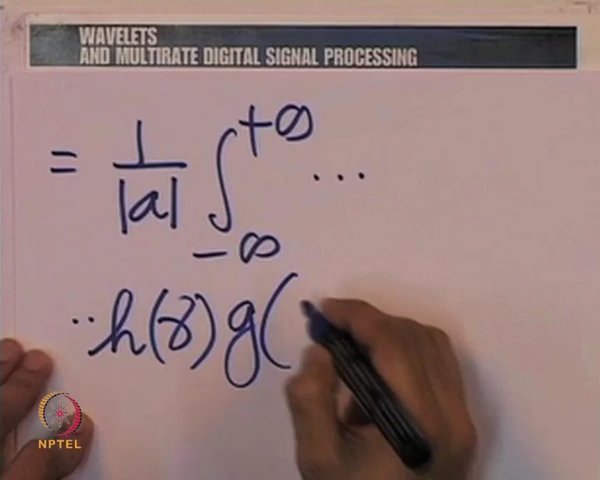 WAVELETS
AND MULTIRATE DIGITAL SIGNAL PROCESSING
= 1/|a| ∫_{-∞}^{+∞} ...
..h(γ) g(
NPTEL